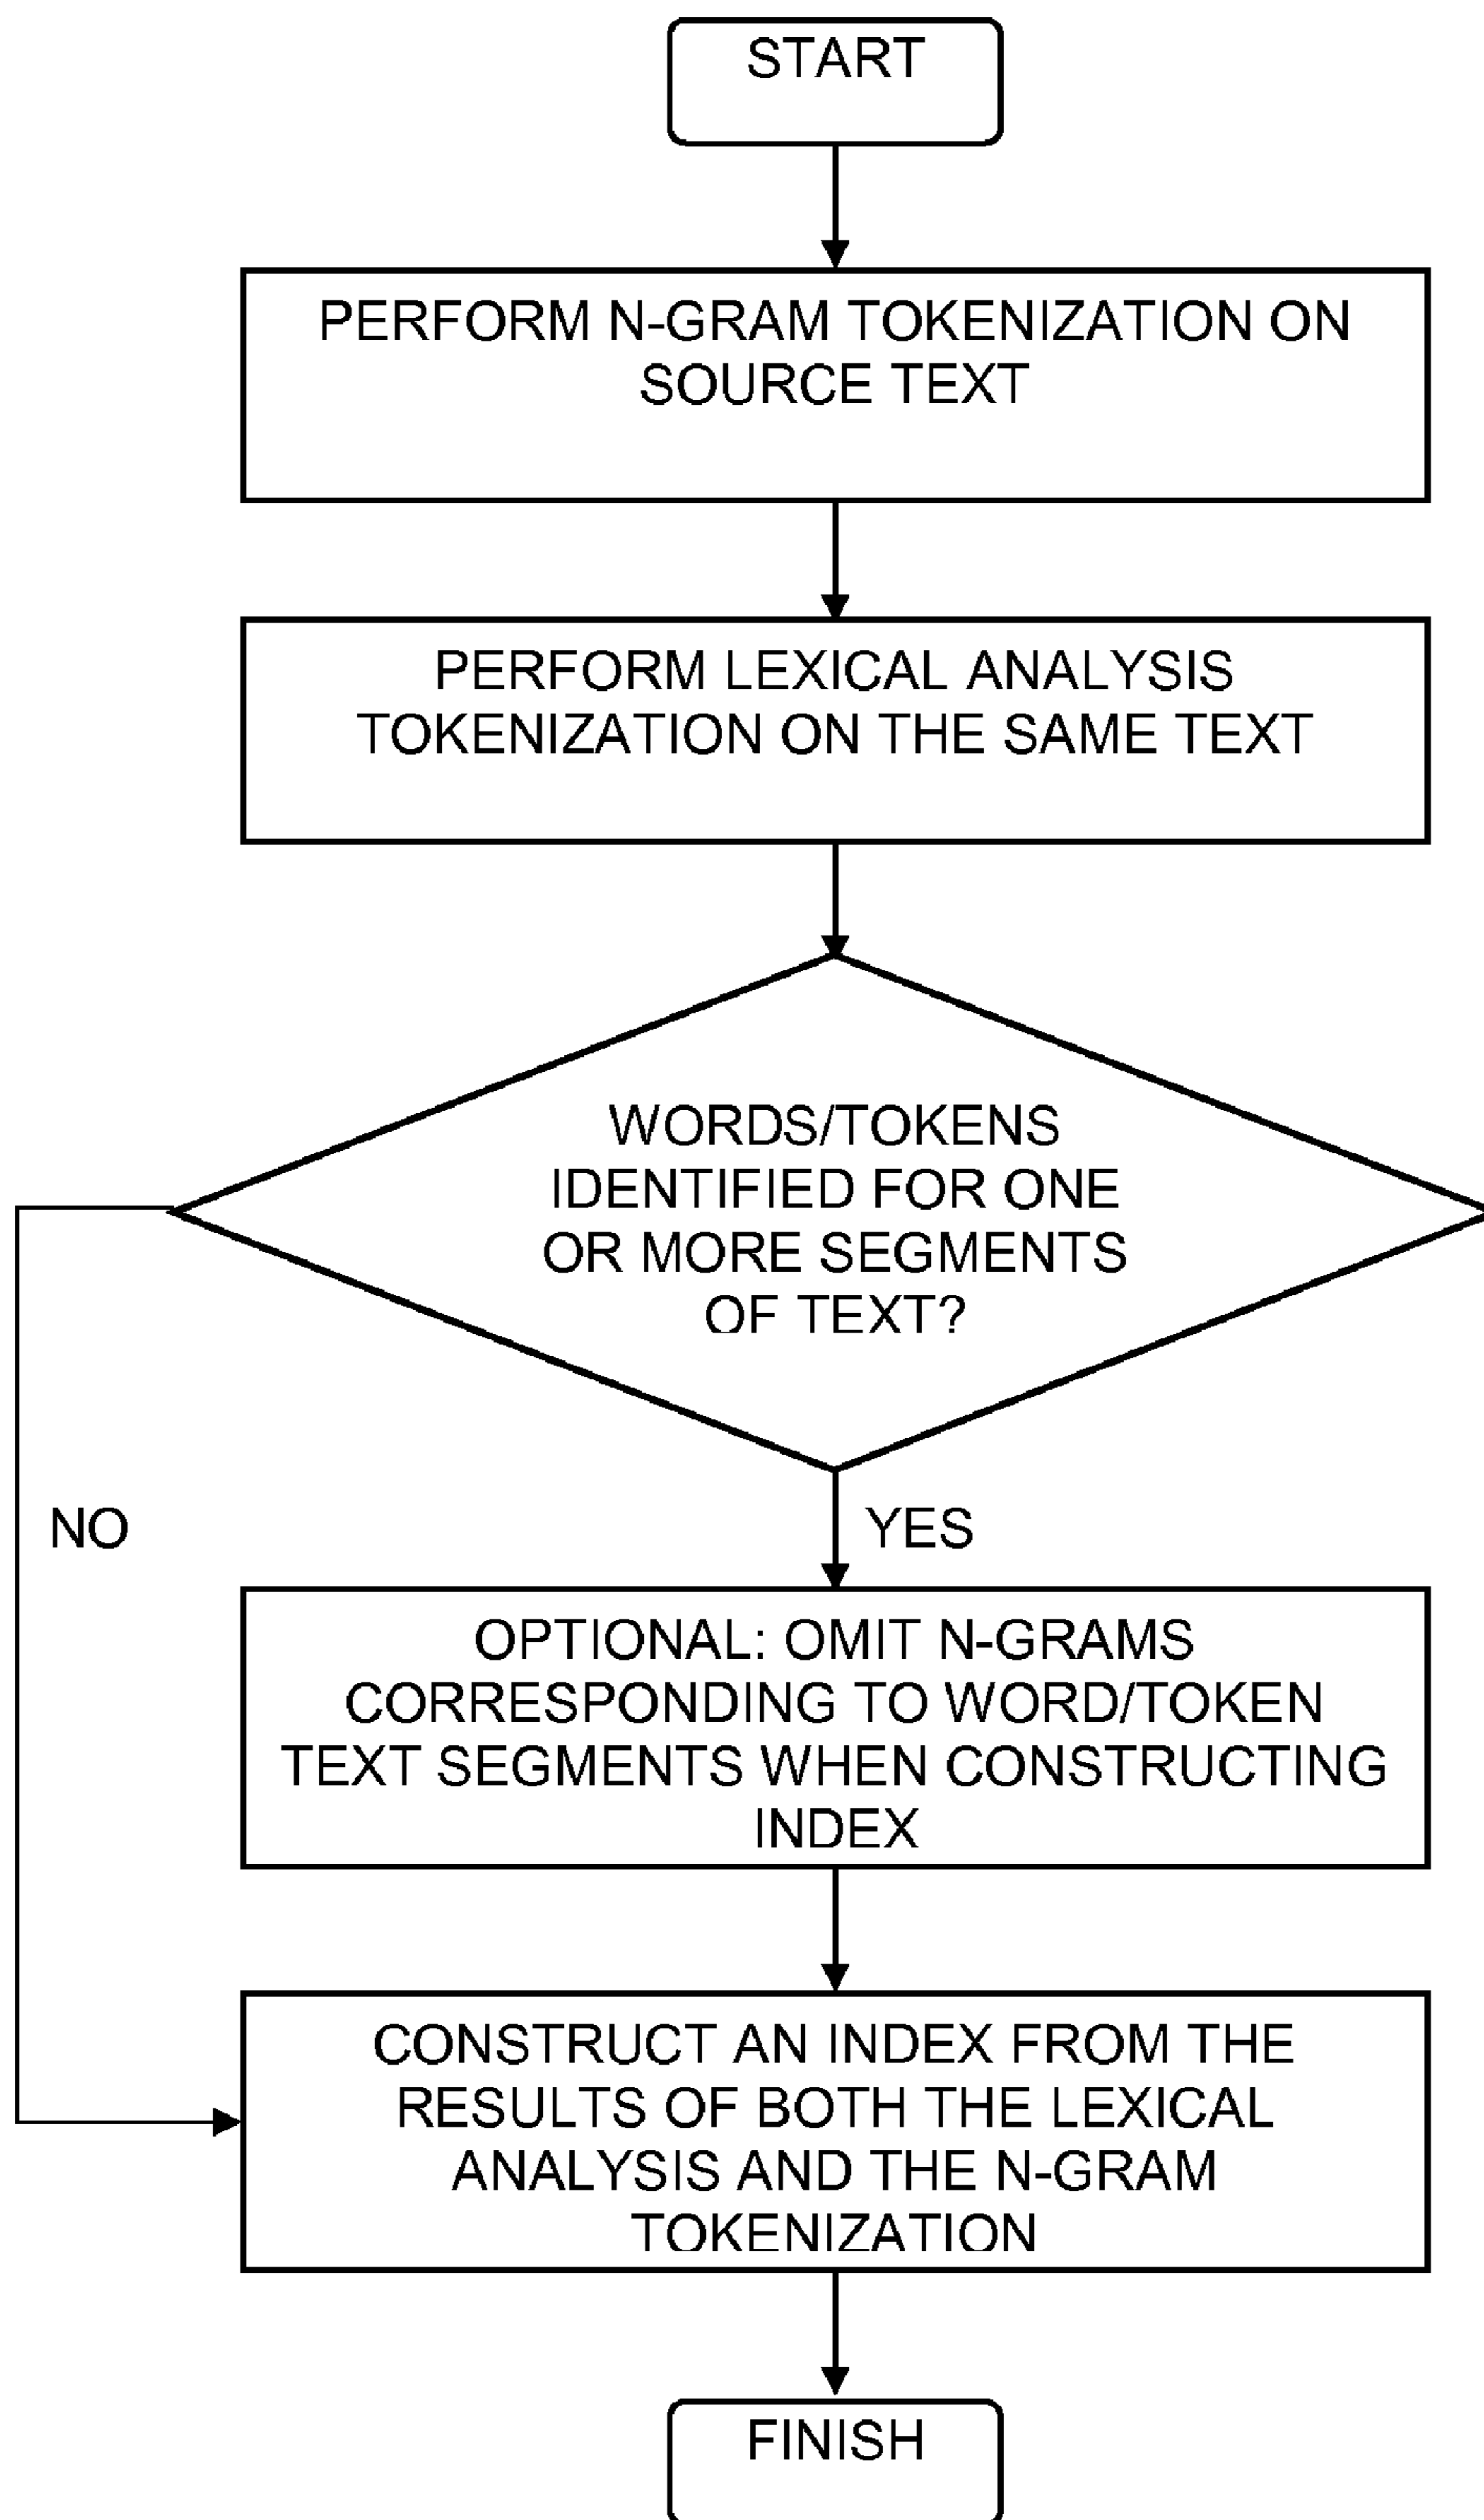 START
PERFORM N-GRAM TOKENIZATION ON
SOURCE TEXT
PERFORM LEXICAL ANALYSIS
TOKENIZATION ON THE SAME TEXT
WORDS/TOKENS
IDENTIFIED FOR ONE
OR MORE SEGMENTS
OF TEXT?
NO
YES
OPTIONAL: OMIT N-GRAMS
CORRESPONDING TO WORD/TOKEN
TEXT SEGMENTS WHEN CONSTRUCTING
INDEX
CONSTRUCT AN INDEX FROM THE
RESULTS OF BOTH THE LEXICAL
ANALYSIS AND THE N-GRAM
TOKENIZATION
FINISH